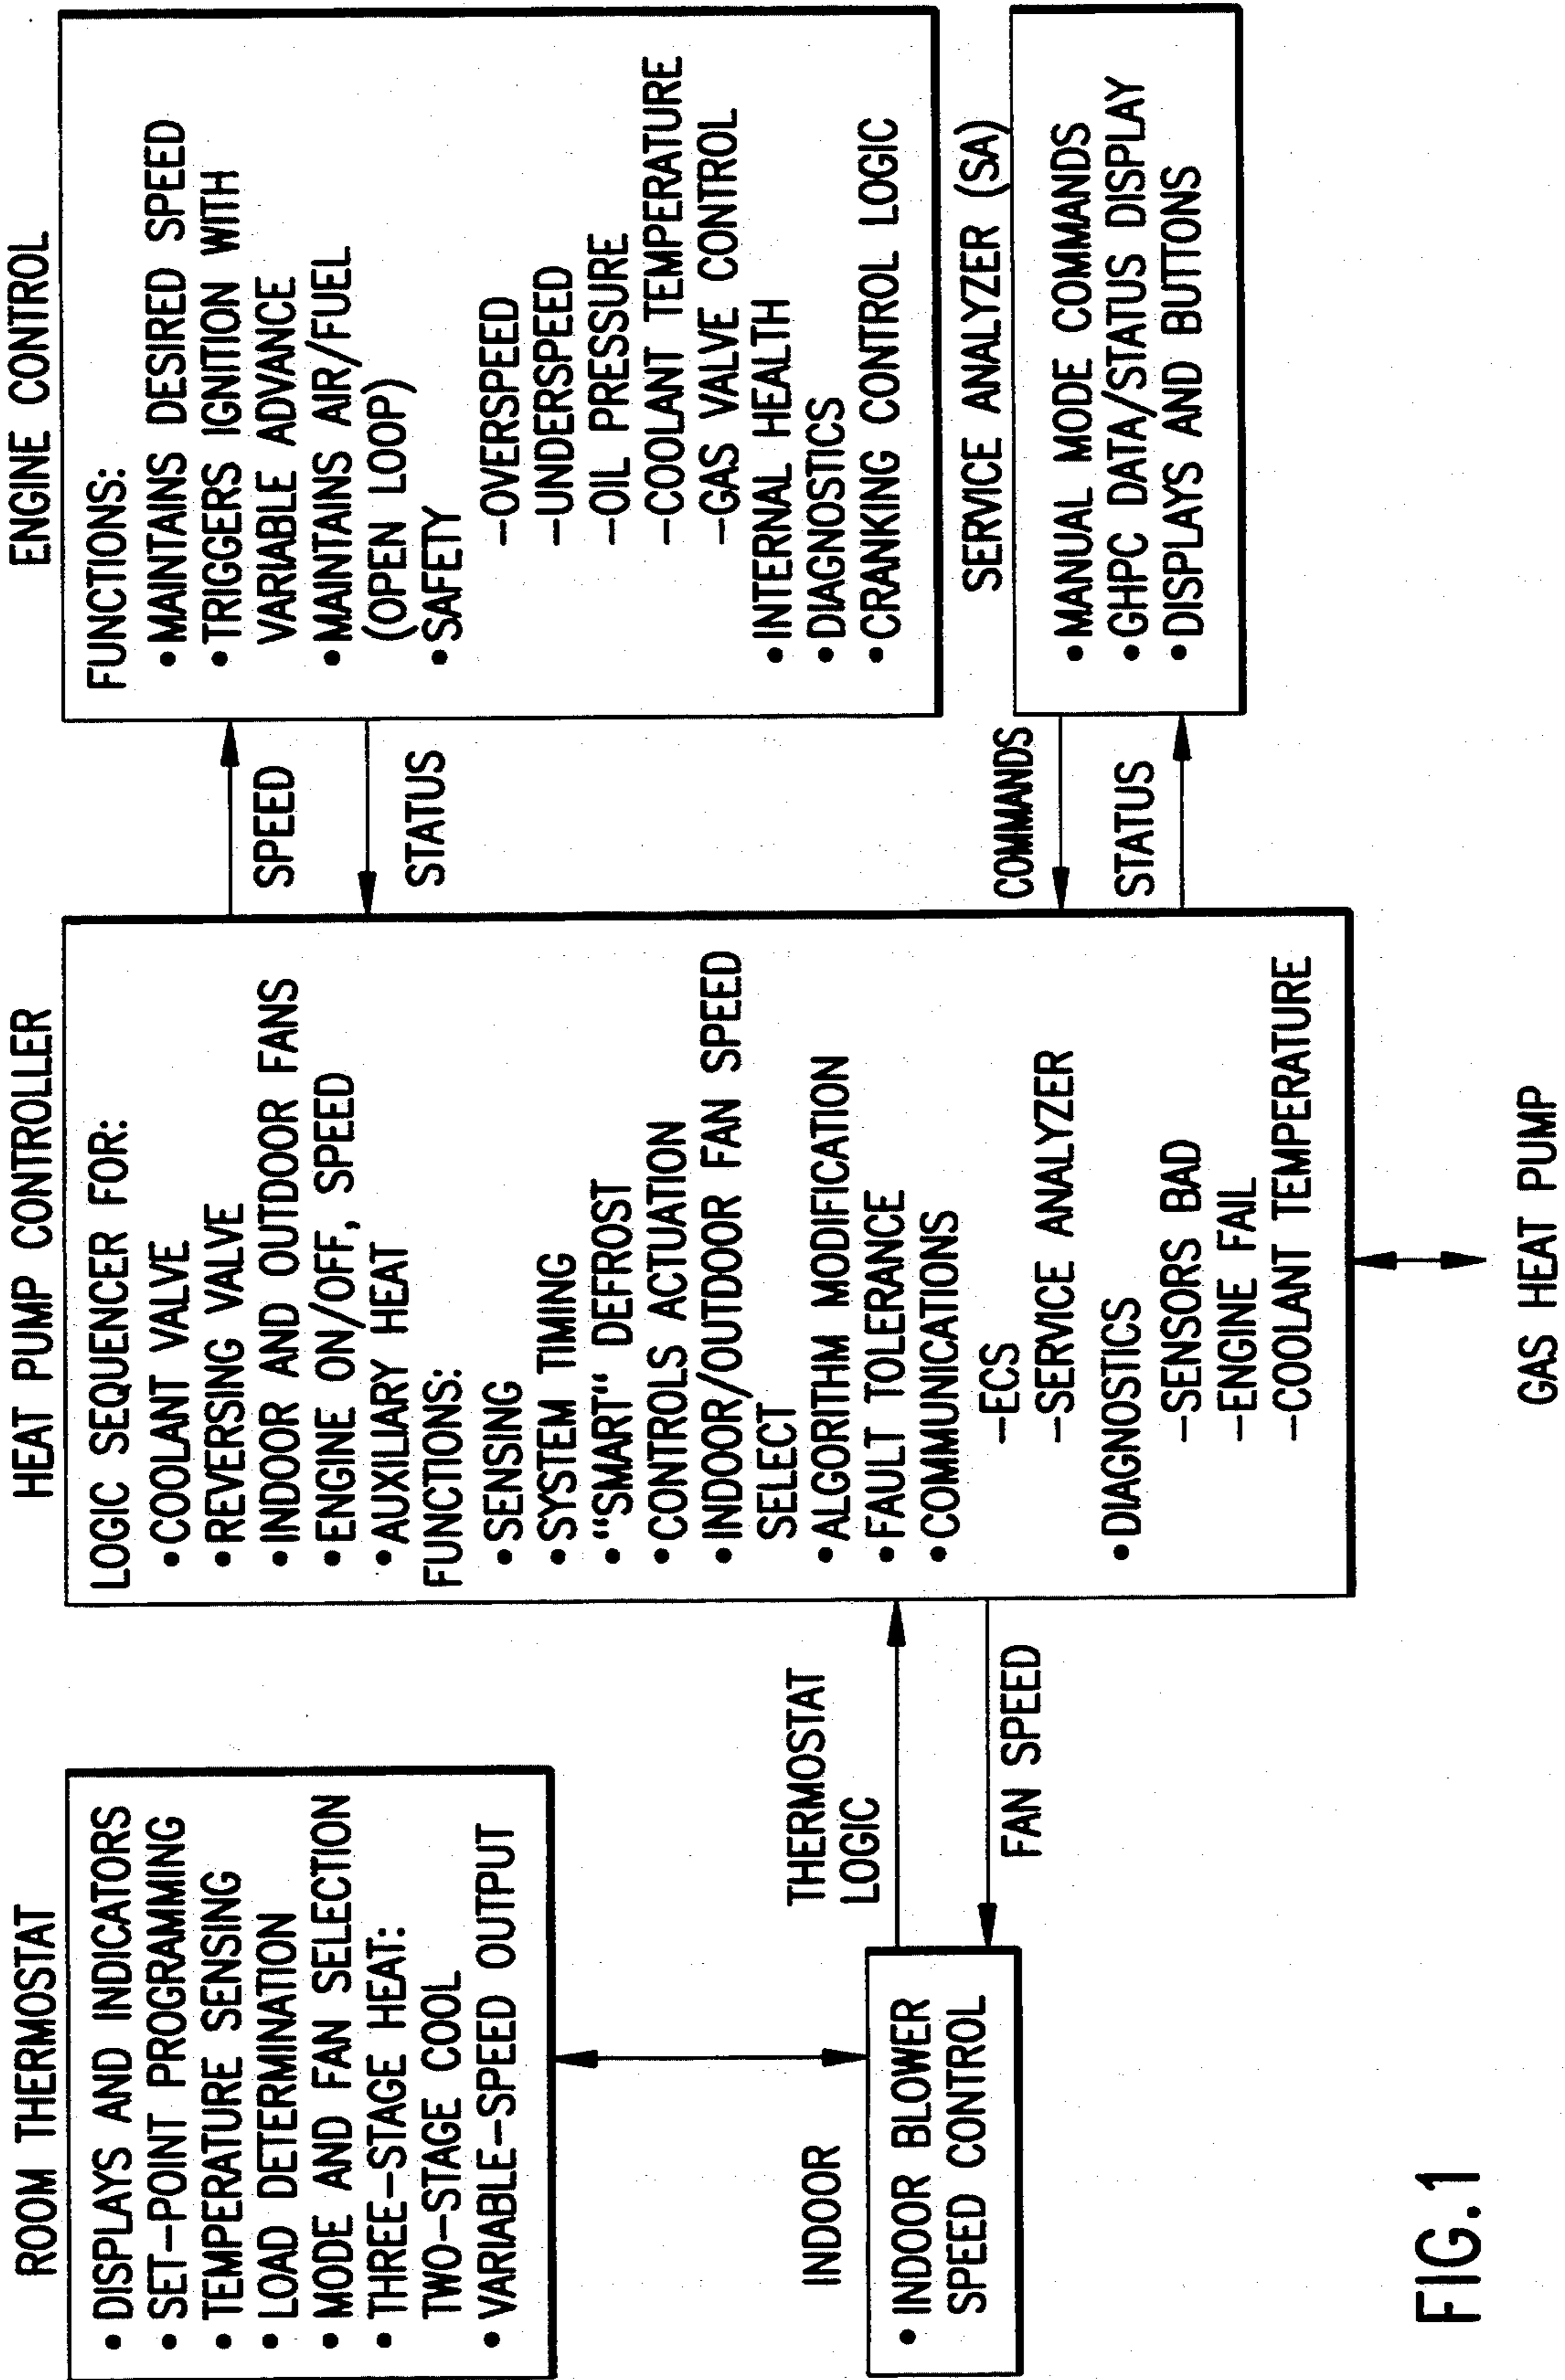 ROOM THERMOSTAT
• DISPLAYS AND INDICATORS
• SET-POINT PROGRAMING
• TEMPERATURE SENSING
• LOAD DETERMINATION
• MODE AND FAN SELECTION
• THREE-STAGE HEAT:
TWO-STAGE COOL
• VARIABLE-SPEED OUTPUT
INDOOR
• INDOOR BLOWER
SPEED CONTROL
THERMOSTAT
LOGIC
FAN SPEED
HEAT PUMP CONTROLLER
LOGIC SEQUENCER FOR:
• COOLANT VALVE
• REVERSING VALVE
• INDOOR AND OUTDOOR FANS
• ENGINE ON/OFF, SPEED
• AUXILIARY HEAT
FUNCTIONS:
• SENSING
• SYSTEM TIMING
• "SMART" DEFROST
• CONTROLS ACTUATION
• INDOOR/OUTDOOR FAN SPEED
SELECT
• ALGORITHM MODIFICATION
• FAULT TOLERANCE
• COMMUNICATIONS
-ECS
-SERVICE ANALYZER
• DIAGNOSTICS
-SENSORS BAD
-ENGINE FAIL
-COOLANT TEMPERATURE
GAS HEAT PUMP
SPEED
STATUS
COMMANDS
STATUS
ENGINE CONTROL
FUNCTIONS:
• MAINTAINS DESIRED SPEED
• TRIGGERS IGNITION WITH
VARIABLE ADVANCE
• MAINTAINS AIR/FUEL
(OPEN LOOP)
• SAFETY
-OVERSPEED
-UNDERSPEED
-OIL PRESSURE
-COOLANT TEMPERATURE
-GAS VALVE CONTROL
• INTERNAL HEALTH
• DIAGNOSTICS
• CRANKING CONTROL LOGIC
SERVICE ANALYZER (SA)
• MANUAL MODE COMMANDS
• GHPC DATA/STATUS DISPLAY
• DISPLAYS AND BUTTONS
FIG.1